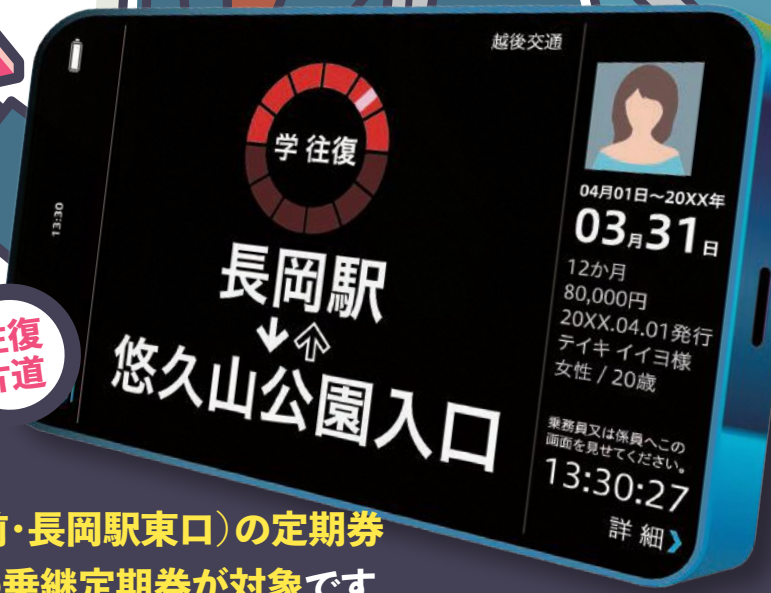 越後交通
13:30
学 往復
長岡駅
悠久山公園入口
04月01日~20XX年
03月31日
12か月
80,000円
20XX.04.01発行
テイキ イイヨ様
女性 / 20歳
乗務員又は係員へこの
画面を見せてください。
13:30:27
詳細
往復
片道
前・長岡駅東口)の定期券
乗継定期券が対象です